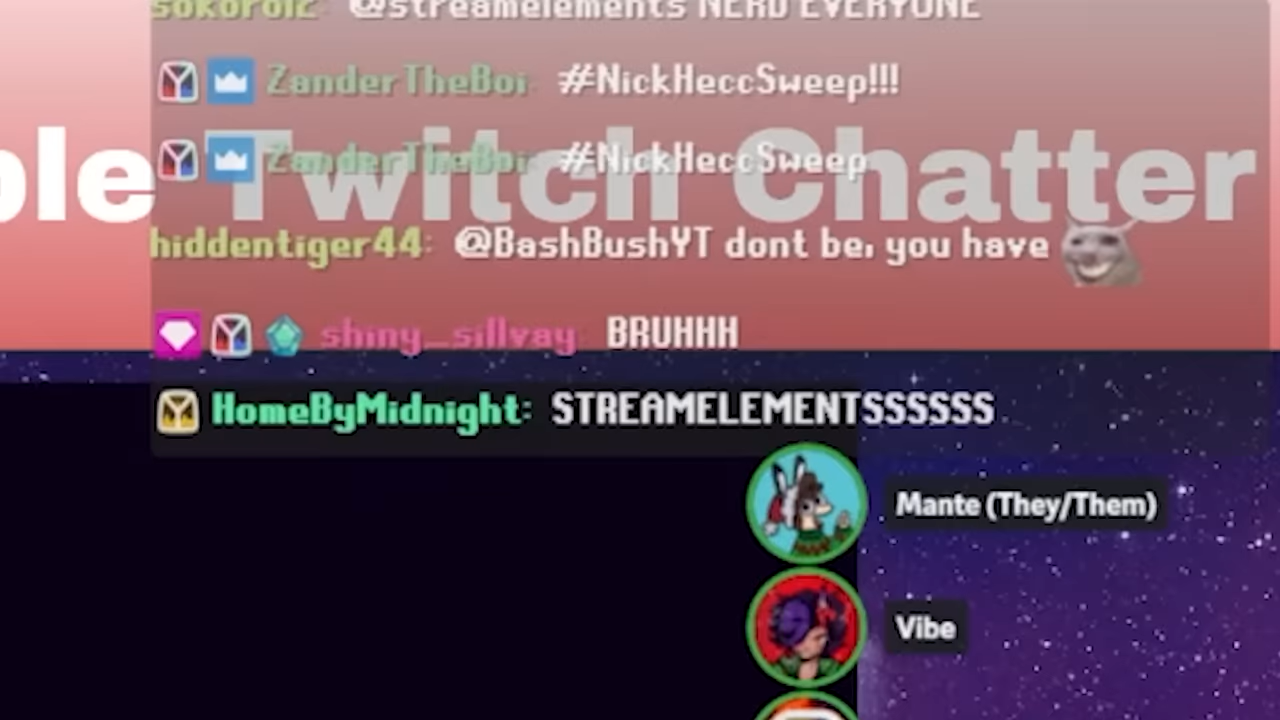 sokoroic: @streamelements NERD EVERYONE
ZanderTheBoi: #NickHeccSweep!!!
ZanderTheBoi: #NickHeccSweep
ble Twitch Chatter
hiddentiger44: @BashBushYT dont be, you have
shiny_sillvay: BRUHHH
HomeByMidnight: STREAMELEMENTSSSSSS
Mante (They/Them)
Vibe